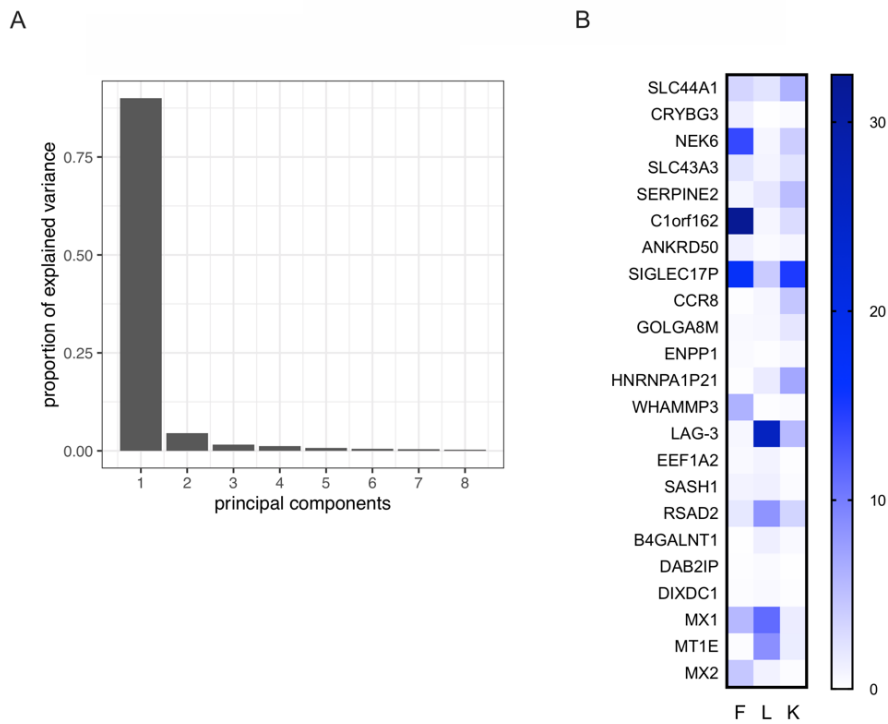 A
B
proportion of explained variance
0.75
0.50
0.25
0.00
1 2 3 4 5 6 7 8
principal components
SLC44A1
CRYBG3
NEK6
SLC43A3
SERPINE2
C1orf162
ANKRD50
SIGLEC17P
CCR8
GOLGA8M
ENPP1
HNRNPA1P21
WHAMMP3
LAG-3
EEF1A2
SASH1
RSAD2
B4GALNT1
DAB2IP
DIXDC1
MX1
MT1E
MX2
F L K
30
20
10
0